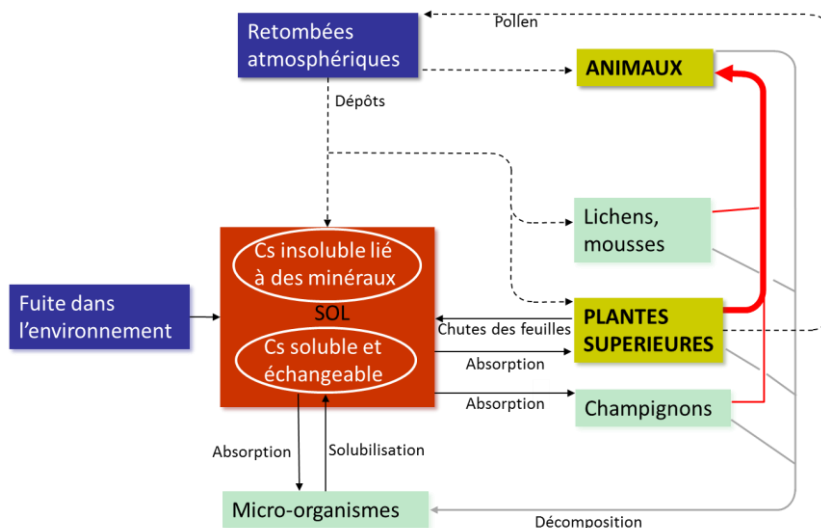 Retombées
atmosphériques
Pollen
ANIMAUX
Dépôts
Lichens,
mousses
Cs insoluble lié
à des minéraux
Fuite dans
l'environnement
SOL
Chutes des feuilles
PLANTES
SUPERIEURES
Cs soluble et
échangeable
Absorption
Absorption
Champignons
Absorption
Solubilisation
Micro-organismes
Décomposition